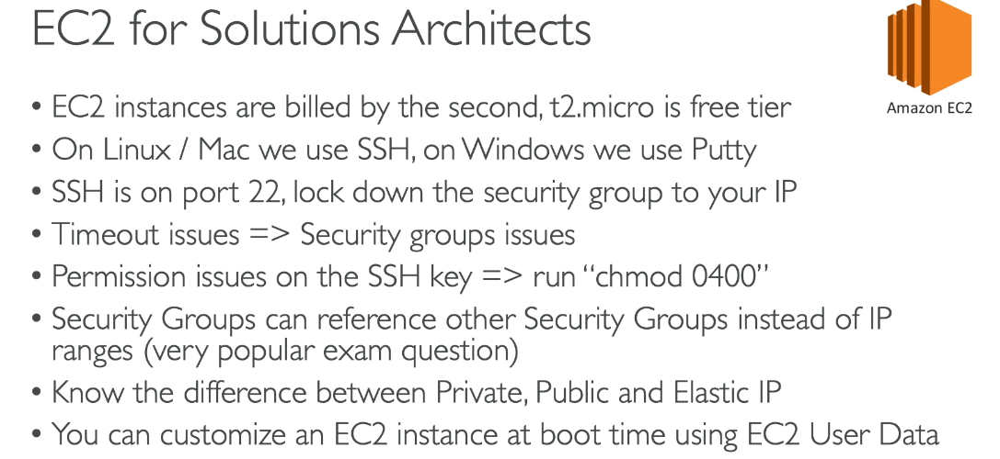 EC2 for Solutions Architects
Amazon EC2
• EC2 instances are billed by the second, t2.micro is free tier
• On Linux / Mac we use SSH, on Windows we use Putty
• SSH is on port 22, lock down the security group to your IP
• Timeout issues => Security groups issues
• Permission issues on the SSH key => run “chmod 0400”
• Security Groups can reference other Security Groups instead of IP
ranges (very popular exam question)
• Know the difference between Private, Public and Elastic IP
• You can customize an EC2 instance at boot time using EC2 User Data